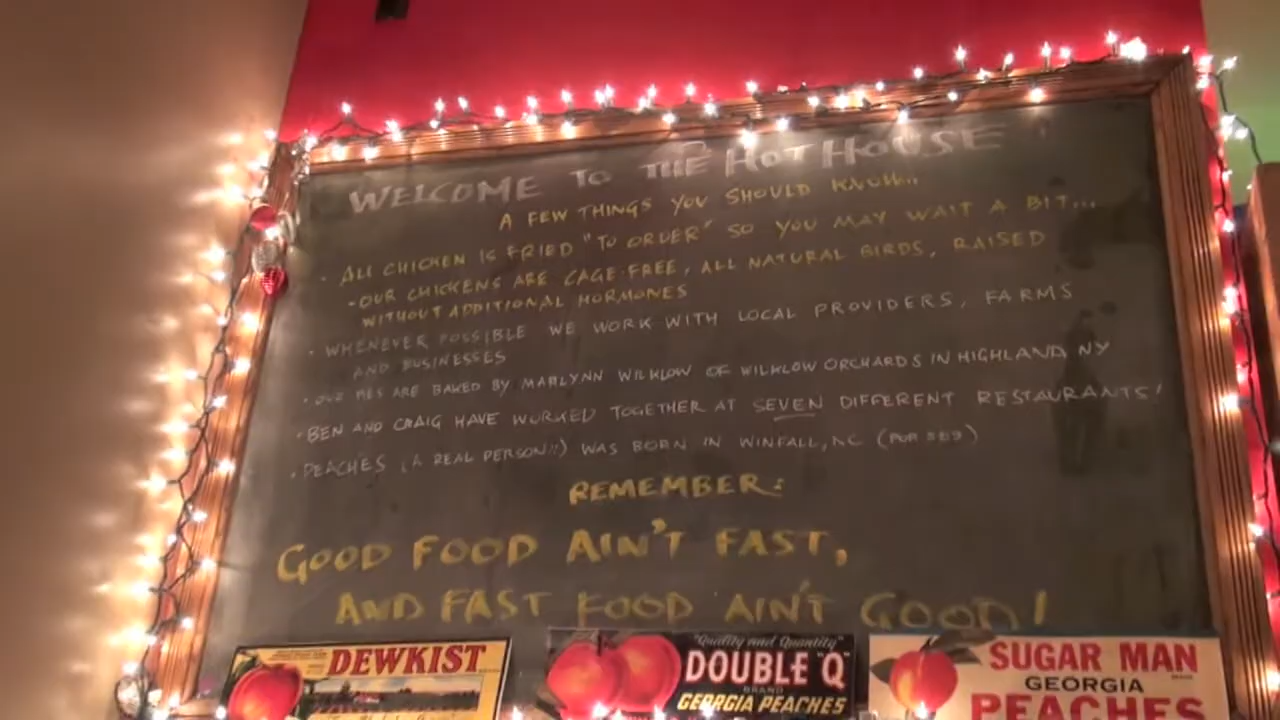 WELCOME TO THE HOT HOUSE
A FEW THINGS YOU SHOULD KNOW...
· ALL CHICKEN IS FRIED "TO ORDER" SO YOU MAY WAIT A BIT...
· OUR CHICKENS ARE CAGE-FREE, ALL NATURAL BIRDS, RAISED
WITHOUT ADDITIONAL HORMONES
· WHENEVER POSSIBLE WE WORK WITH LOCAL PROVIDERS, FARMS
AND BUSINESSES
· OUR PIES ARE BAKED BY MARLYNN WILKLOW OF WILKLOW ORCHARDS IN HIGHLAND NY
· BEN AND CRAIG HAVE WORKED TOGETHER AT SEVEN DIFFERENT RESTAURANTS!
· PEACHES (A REAL PERSON!!) WAS BORN IN WINFALL, NC
REMEMBER:
GOOD FOOD AIN'T FAST,
AND FAST FOOD AIN'T GOOD!
DEWKIST
"Quality and Quantity"
DOUBLE "Q"
BRAND
GEORGIA PEACHES
SUGAR MAN
GEORGIA
PEACHES